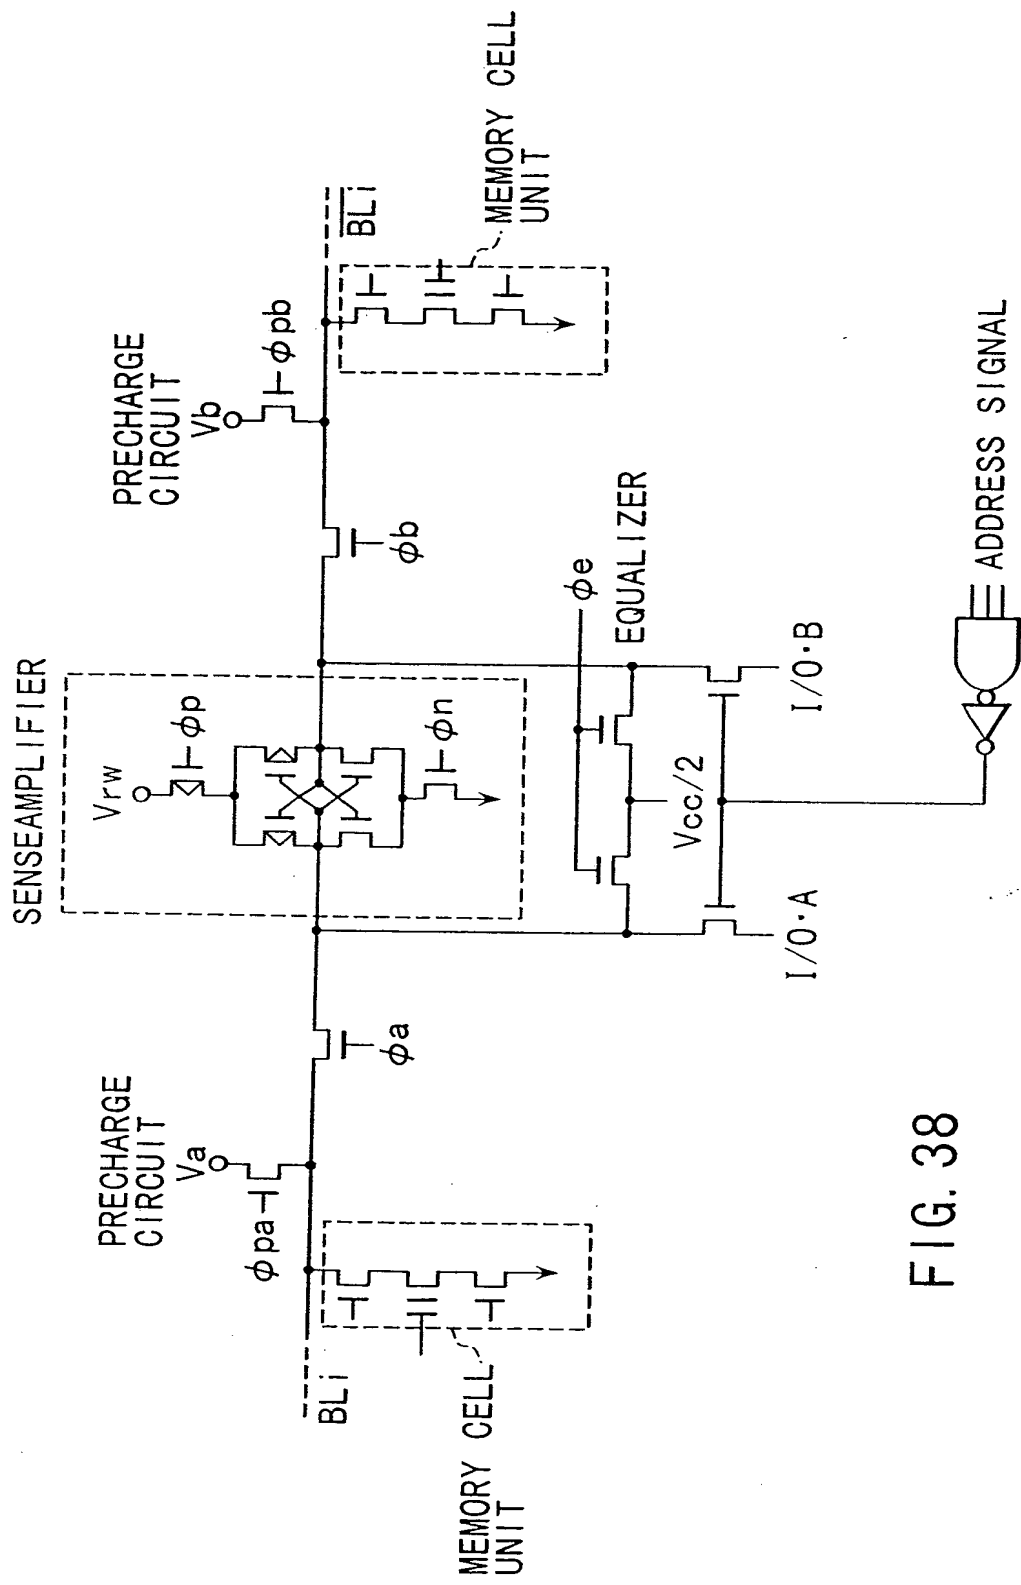 SENSEAMPLIFIER
PRECHARGE
CIRCUIT
PRECHARGE
CIRCUIT
Vrw
φp
Va
φpa
Vb
φpb
φn
φa
φb
BLi
B̅L̅i̅
MEMORY CELL
UNIT
MEMORY CELL
UNIT
φe
EQUALIZER
Vcc/2
I/O·A
I/O·B
ADDRESS SIGNAL
FIG. 38